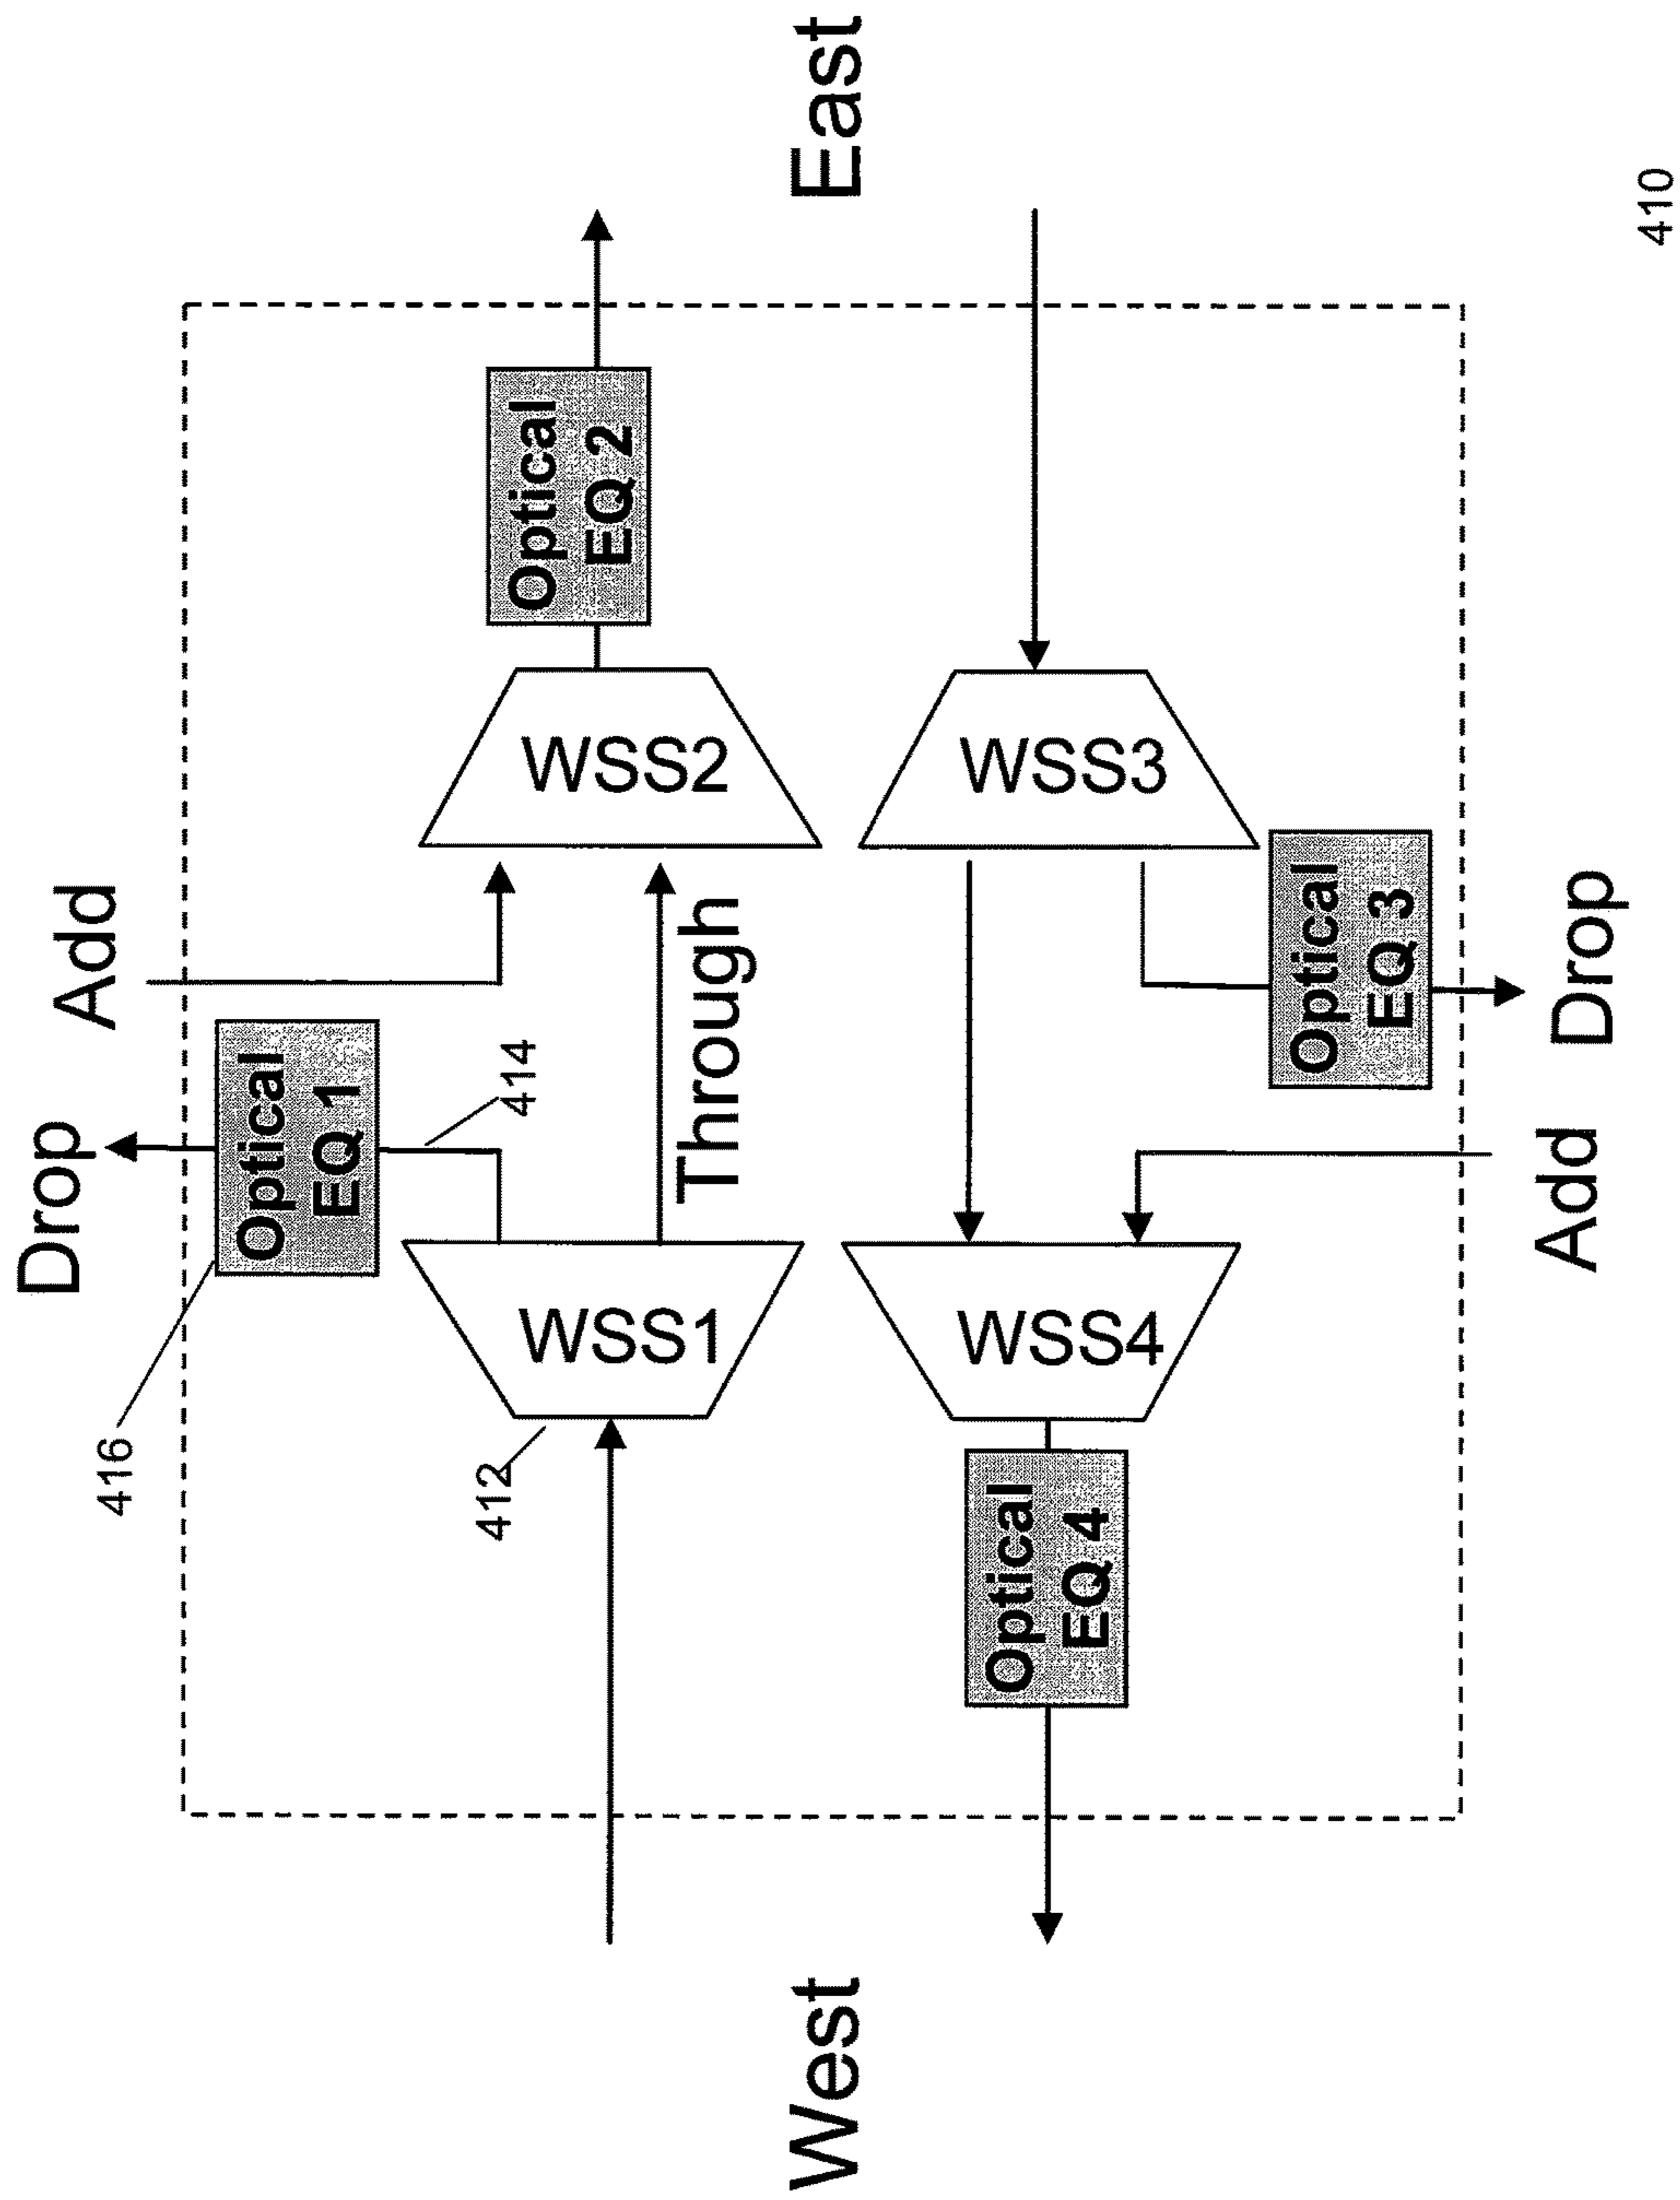 Drop
Add
416
Optical
EQ 1
414
412
WSS1
Through
WSS2
Optical
EQ 2
West
East
Optical
EQ 4
WSS4
WSS3
Optical
EQ 3
Add
Drop
410